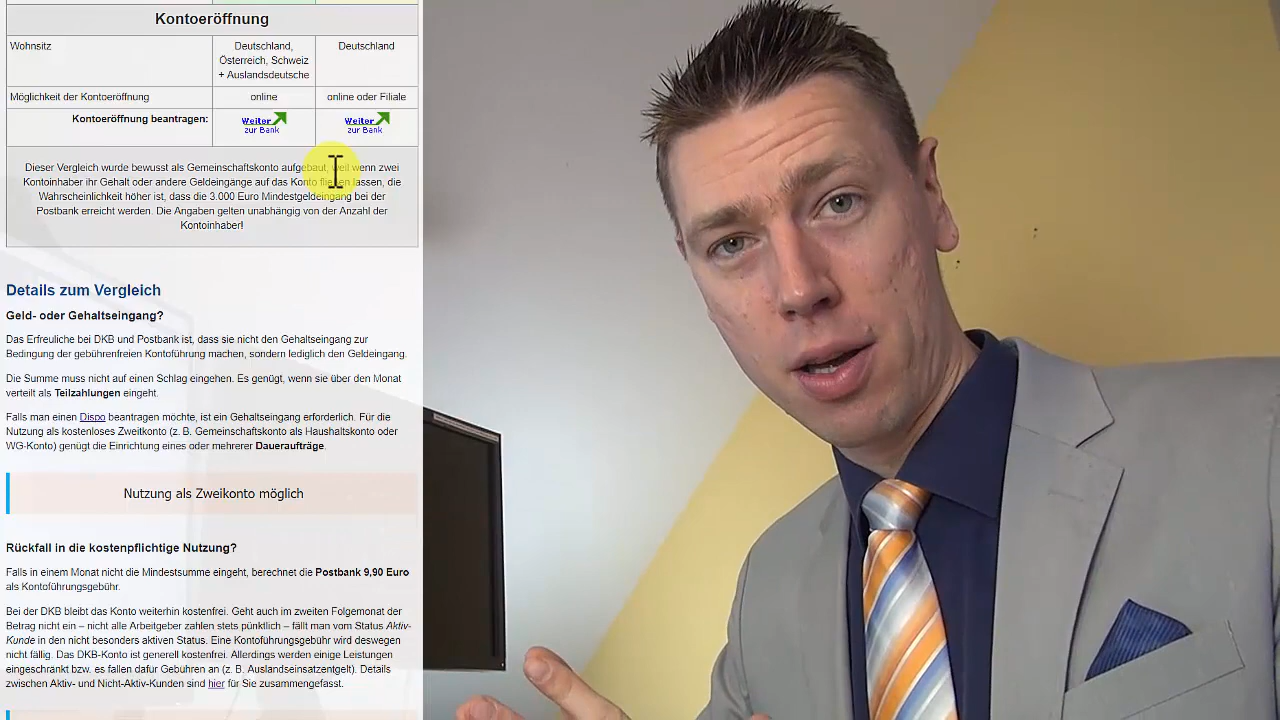 Kontoeröffnung
Wohnsitz
Deutschland,
Österreich, Schweiz
+ Auslandsdeutsche
Deutschland
Möglichkeit der Kontoeröffnung
online
online oder Filiale
Kontoeröffnung beantragen:
Weiter
zur Bank
Weiter
zur Bank
Dieser Vergleich wurde bewusst als Gemeinschaftskonto aufgebaut, weil wenn zwei
Kontoinhaber ihr Gehalt oder andere Geldeingänge auf das Konto fließen lassen, die
Wahrscheinlichkeit höher ist, dass die 3.000 Euro Mindestgeldeingang bei der
Postbank erreicht werden. Die Angaben gelten unabhängig von der Anzahl der
Kontoinhaber!
Details zum Vergleich
Geld- oder Gehaltseingang?
Das Erfreuliche bei DKB und Postbank ist, dass sie nicht den Gehaltseingang zur
Bedingung der gebührenfreien Kontoführung machen, sondern lediglich den Geldeingang.
Die Summe muss nicht auf einen Schlag eingehen. Es genügt, wenn sie über den Monat
verteilt als Teilzahlungen eingeht.
Falls man einen Dispo beantragen möchte, ist ein Gehaltseingang erforderlich. Für die
Nutzung als kostenloses Zweitkonto (z. B. Gemeinschaftskonto als Haushaltskonto oder
WG-Konto) genügt die Einrichtung eines oder mehrerer Daueraufträge.
Nutzung als Zweikonto möglich
Rückfall in die kostenpflichtige Nutzung?
Falls in einem Monat nicht die Mindestsumme eingeht, berechnet die Postbank 9,90 Euro
als Kontoführungsgebühr.
Bei der DKB bleibt das Konto weiterhin kostenfrei. Geht auch im zweiten Folgemonat der
Betrag nicht ein – nicht alle Arbeitgeber zahlen stets pünktlich – fällt man vom Status Aktiv-
Kunde in den nicht besonders aktiven Status. Eine Kontoführungsgebühr wird deswegen
nicht fällig. Das DKB-Konto ist generell kostenfrei. Allerdings werden einige Leistungen
eingeschränkt bzw. es fallen dafür Gebühren an (z. B. Auslandseinsatzentgelt). Details
zwischen Aktiv- und Nicht-Aktiv-Kunden sind hier für Sie zusammengefasst.